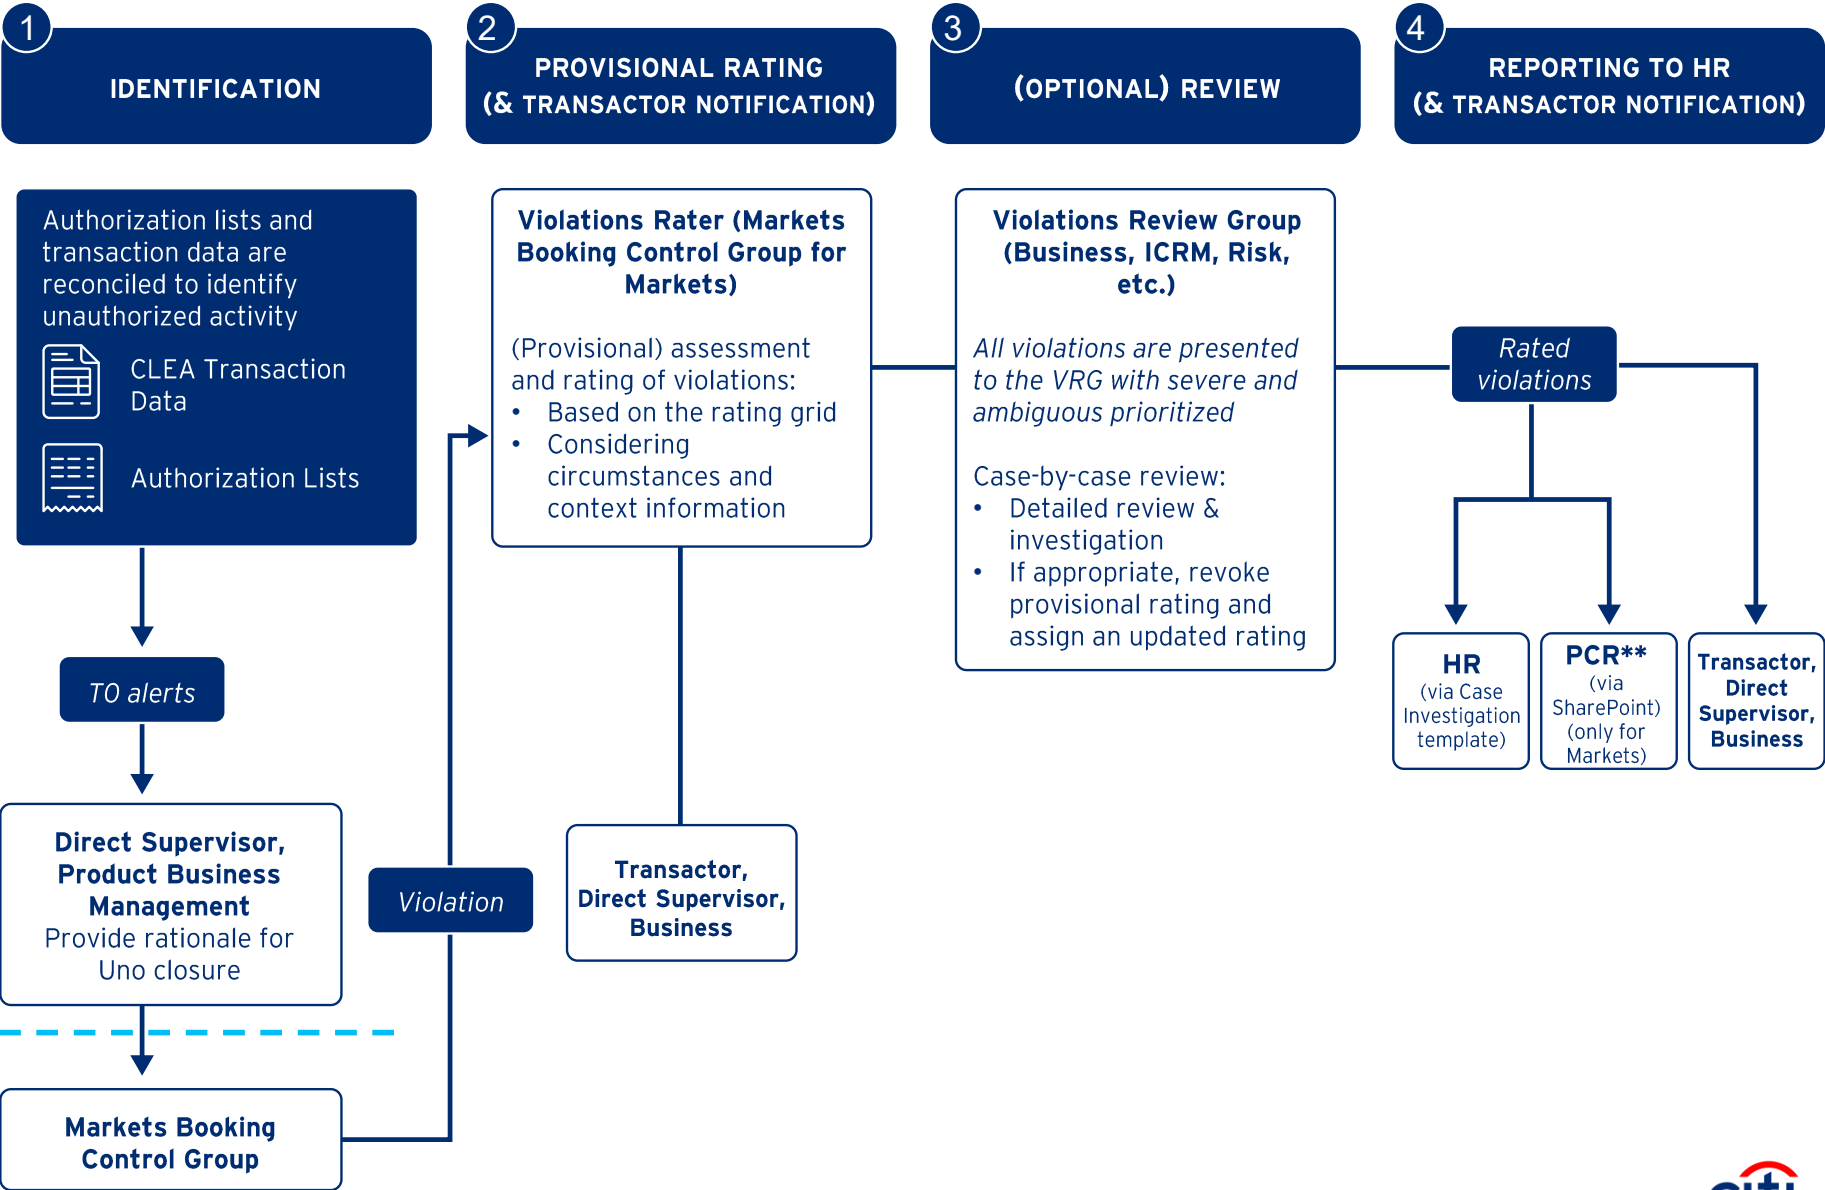 1
IDENTIFICATION
2
PROVISIONAL RATING
(& TRANSACTOR NOTIFICATION)
3
(OPTIONAL) REVIEW
4
REPORTING TO HR
(& TRANSACTOR NOTIFICATION)
Authorization lists and
transaction data are
reconciled to identify
unauthorized activity
CLEA Transaction
Data
Authorization Lists
TO alerts
Direct Supervisor,
Product Business
Management
Provide rationale for
Uno closure
Markets Booking
Control Group
Violation
Violations Rater (Markets
Booking Control Group for
Markets)
(Provisional) assessment
and rating of violations:
• Based on the rating grid
• Considering
circumstances and
context information
Transactor,
Direct Supervisor,
Business
Violations Review Group
(Business, ICRM, Risk,
etc.)
All violations are presented
to the VRG with severe and
ambiguous prioritized
Case-by-case review:
• Detailed review &
investigation
• If appropriate, revoke
provisional rating and
assign an updated rating
Rated
violations
HR
(via Case
Investigation
template)
PCR**
(via
SharePoint)
(only for
Markets)
Transactor,
Direct
Supervisor,
Business
citi